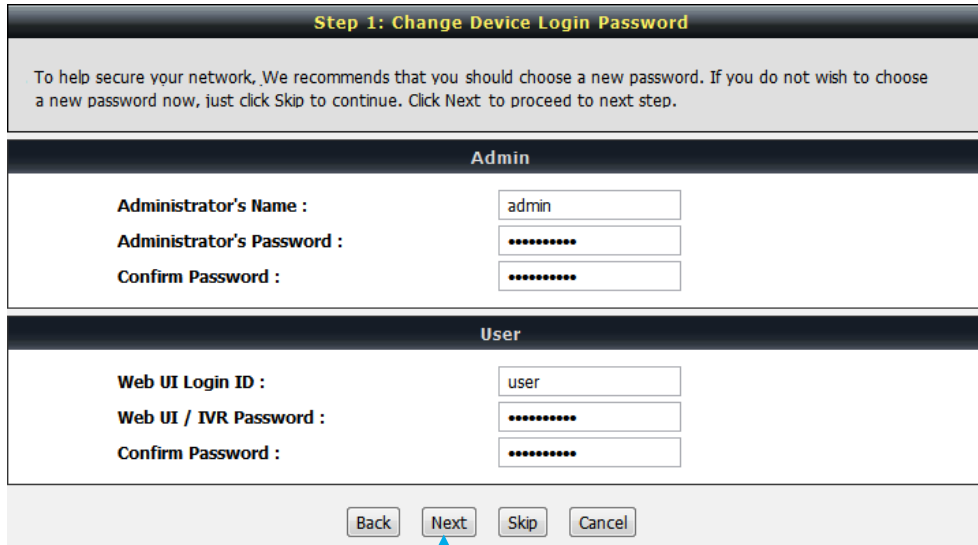 Step 1: Change Device Login Password
To help secure your network, We recommends that you should choose a new password. If you do not wish to choose
a new password now, just click Skip to continue. Click Next to proceed to next step.
Admin
Administrator's Name : admin
Administrator's Password : ••••••••••
Confirm Password : ••••••••••
User
Web UI Login ID : user
Web UI / IVR Password : ••••••••••
Confirm Password : ••••••••••
Back Next Skip Cancel